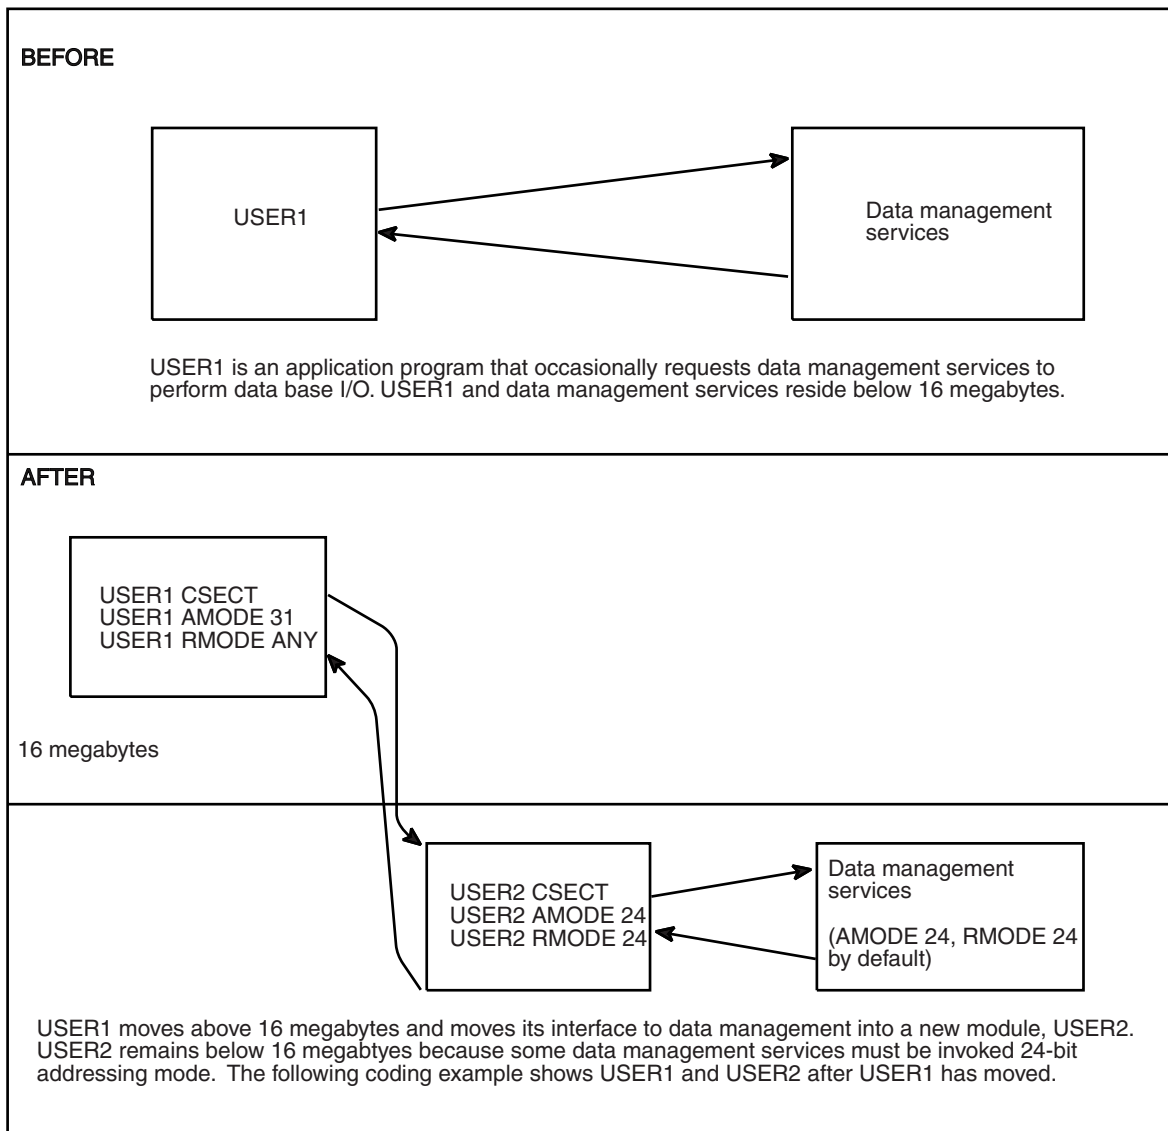 BEFORE
USER1
Data management
services
USER1 is an application program that occasionally requests data management services to
perform data base I/O. USER1 and data management services reside below 16 megabytes.
AFTER
USER1 CSECT
USER1 AMODE 31
USER1 RMODE ANY
16 megabytes
USER2 CSECT
USER2 AMODE 24
USER2 RMODE 24
Data management
services
(AMODE 24, RMODE 24
by default)
USER1 moves above 16 megabytes and moves its interface to data management into a new module, USER2.
USER2 remains below 16 megabtyes because some data management services must be invoked 24-bit
addressing mode. The following coding example shows USER1 and USER2 after USER1 has moved.